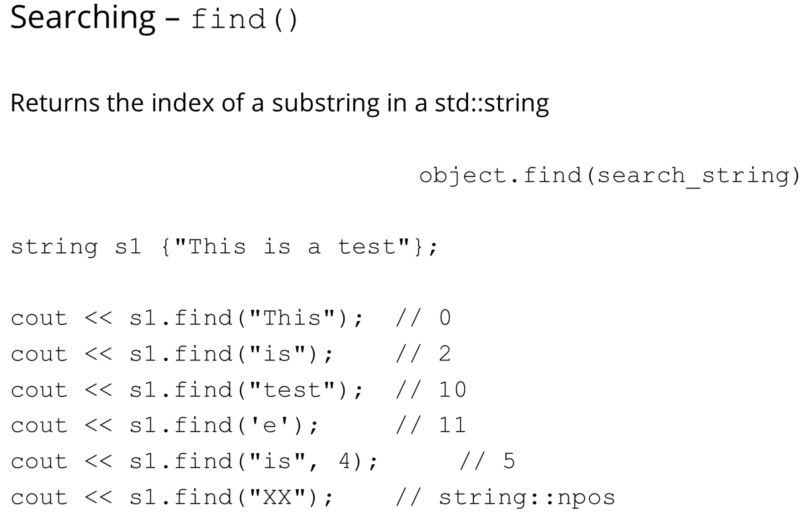 Searching – find()
Returns the index of a substring in a std::string
object.find(search_string)
string s1 {"This is a test"};
cout << s1.find("This");  // 0
cout << s1.find("is");    // 2
cout << s1.find("test");  // 10
cout << s1.find('e');     // 11
cout << s1.find("is", 4);     // 5
cout << s1.find("XX");    // string::npos